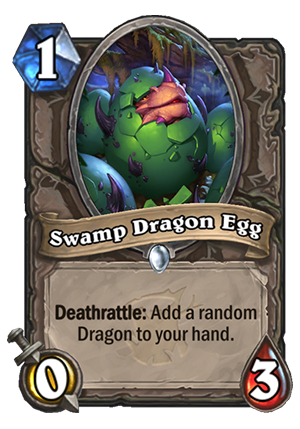 1
Swamp Dragon Egg
Deathrattle: Add a random
Dragon to your hand.
0
3